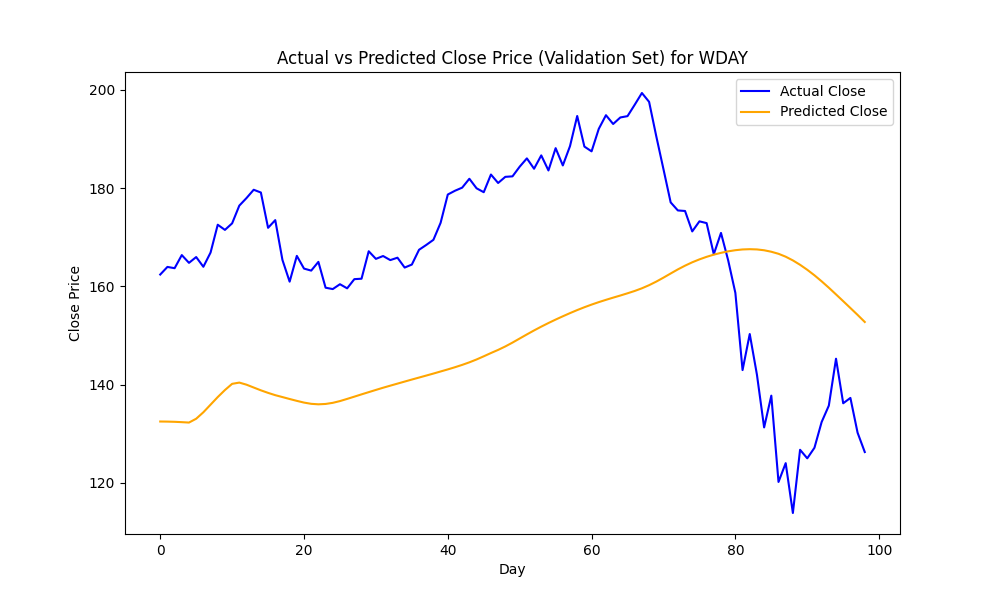 Actual vs Predicted Close Price (Validation Set) for WDAY
Actual Close
Predicted Close
Close Price
200
180
160
140
120
0 20 40 60 80 100
Day